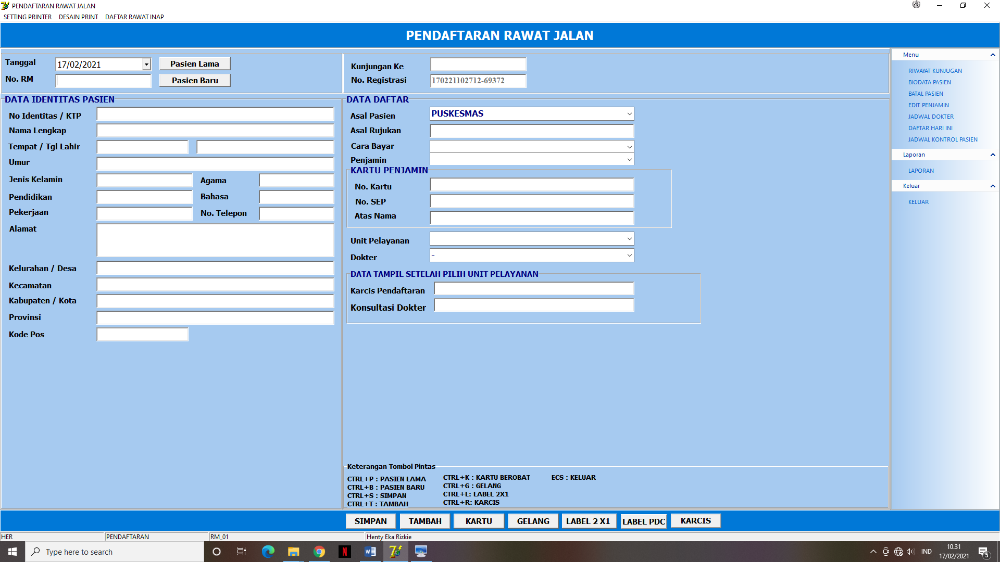 PENDAFTARAN RAWAT JALAN
SETTING PRINTER DESAIN PRINT DAFTAR RAWAT INAP
PENDAFTARAN RAWAT JALAN
Tanggal 17/02/2021 Pasien Lama
No. RM Pasien Baru
Kunjungan Ke
No. Registrasi 170221102712-69372
DATA IDENTITAS PASIEN
No Identitas / KTP
Nama Lengkap
Tempat / Tgl Lahir
Umur
Jenis Kelamin Agama
Pendidikan Bahasa
Pekerjaan No. Telepon
Alamat
Kelurahan / Desa
Kecamatan
Kabupaten / Kota
Provinsi
Kode Pos
DATA DAFTAR
Asal Pasien PUSKESMAS
Asal Rujukan
Cara Bayar
Penjamin
KARTU PENJAMIN
No. Kartu
No. SEP
Atas Nama
Unit Pelayanan
Dokter -
DATA TAMPIL SETELAH PILIH UNIT PELAYANAN
Karcis Pendaftaran
Konsultasi Dokter
Keterangan Tombol Pintas
CTRL+P : PASIEN LAMA CTRL+K : KARTU BEROBAT ECS : KELUAR
CTRL+B : PASIEN BARU CTRL+G : GELANG
CTRL+S : SIMPAN CTRL+L: LABEL 2X1
CTRL+T : TAMBAH CTRL+R: KARCIS
Menu
RIWAYAT KUNJUGAN
BIODATA PASIEN
BATAL PASIEN
EDIT PENJAMIN
JADWAL DOKTER
DAFTAR HARI INI
JADWAL KONTROL PASIEN
Laporan
LAPORAN
Keluar
KELUAR
SIMPAN TAMBAH KARTU GELANG LABEL 2 X1 LABEL PDC KARCIS
HER PENDAFTARAN RM_01 Henty Eka Rizkie
Type here to search
IND
10.31
17/02/2021
5